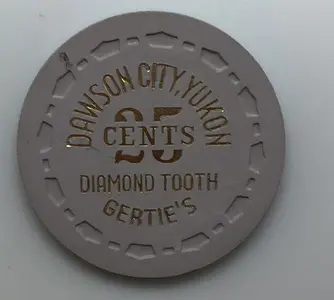 DAWSON CITY, YUKON
25
CENTS
DIAMOND TOOTH
GERTIE'S